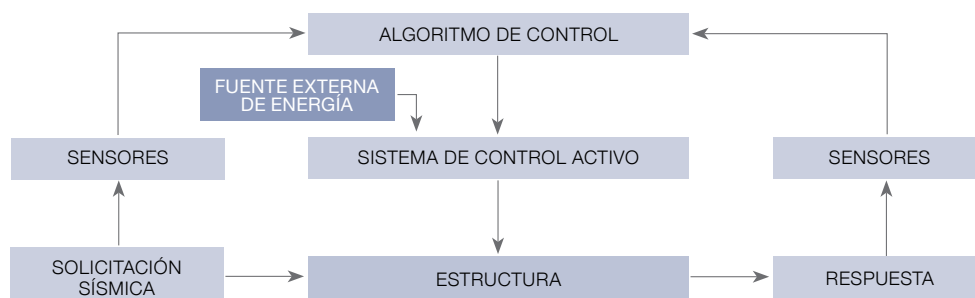 ALGORITMO DE CONTROL
FUENTE EXTERNA
DE ENERGÍA
SENSORES
SISTEMA DE CONTROL ACTIVO
SENSORES
SOLICITACIÓN
SÍSMICA
ESTRUCTURA
RESPUESTA